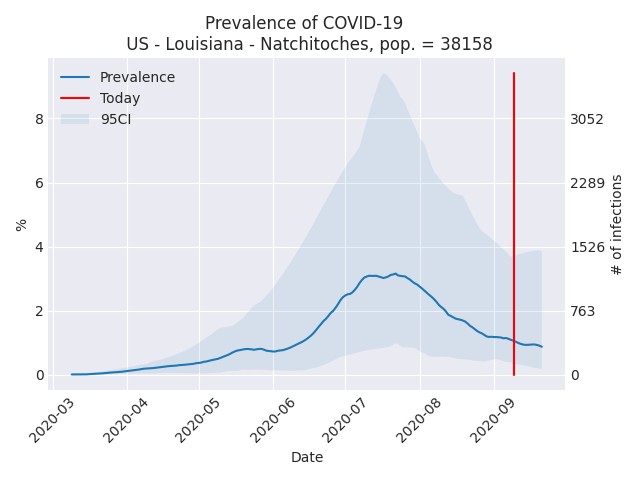 Prevalence of COVID-19
US - Louisiana - Natchitoches, pop. = 38158
Prevalence
Today
95CI
8
6
4
2
0
%
3052
2289
1526
763
0
# of infections
2020-03
2020-04
2020-05
2020-06
2020-07
2020-08
2020-09
Date